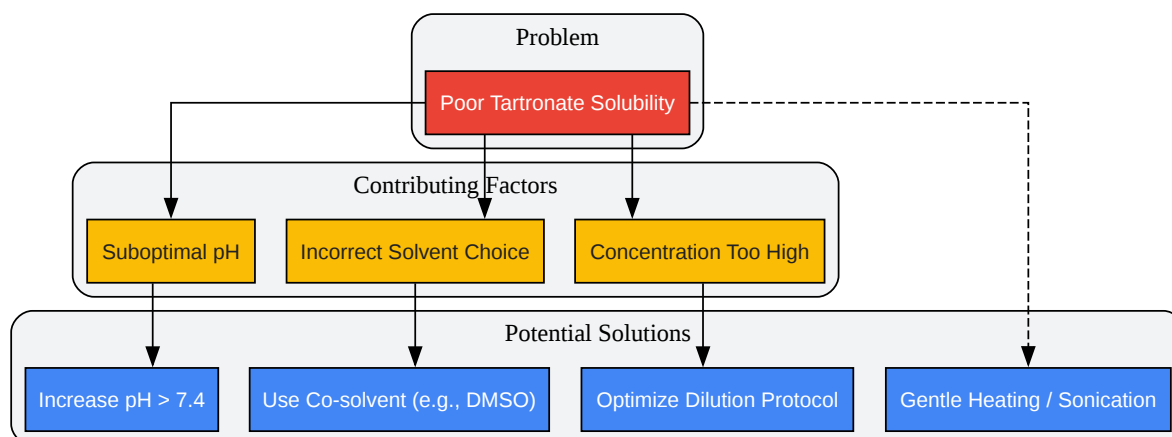 Problem
Poor Tartronate Solubility
Contributing Factors
Suboptimal pH
Incorrect Solvent Choice
Concentration Too High
Potential Solutions
Increase pH > 7.4
Use Co-solvent (e.g., DMSO)
Optimize Dilution Protocol
Gentle Heating / Sonication